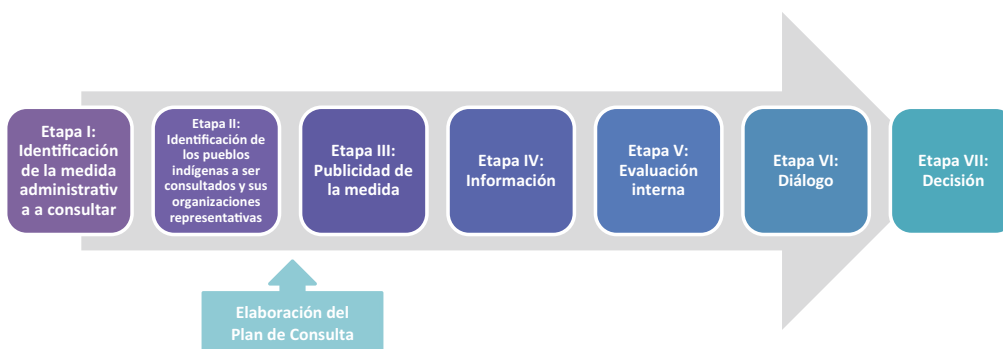 Etapa I:
Identificación
de la medida
administrativ
a a consultar
Etapa II:
Identificación de
los pueblos
indígenas a ser
consultados y sus
organizaciones
representativas
Etapa III:
Publicidad de
la medida
Etapa IV:
Información
Etapa V:
Evaluación
interna
Etapa VI:
Diálogo
Etapa VII:
Decisión
Elaboración del
Plan de Consulta